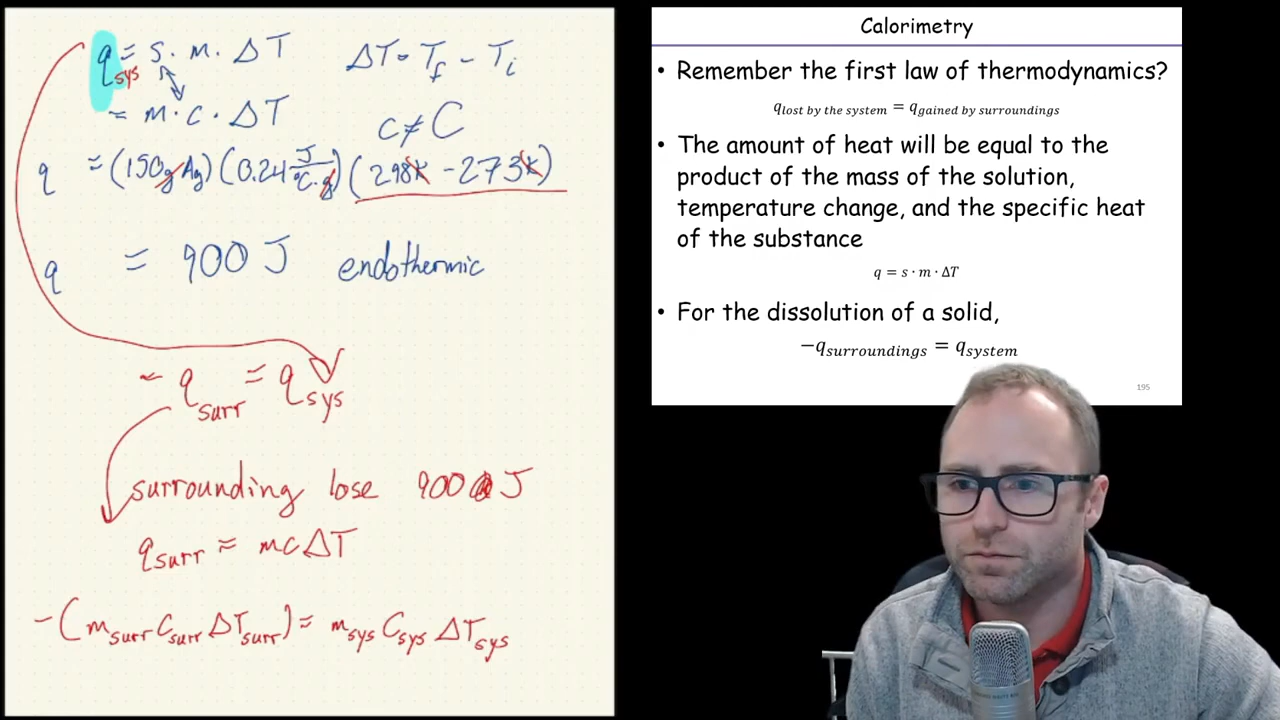 q_sys = s. m. ΔT
ΔT = T_f - T_i
= m. c. ΔT
c ≠ C
q = (150g Ag)(0.24 J/°C.g)(298K - 273K)
q = 900 J endothermic
- q_surr = q_sys
surrounding lose 900 J
q_surr = mcΔT
-(m_surr C_surr ΔT_surr) = m_sys C_sys ΔT_sys
Calorimetry
• Remember the first law of thermodynamics?
q_lost by the system = q_gained by surroundings
• The amount of heat will be equal to the
product of the mass of the solution,
temperature change, and the specific heat
of the substance
q = s · m · ΔT
• For the dissolution of a solid,
−q_surroundings = q_system
195